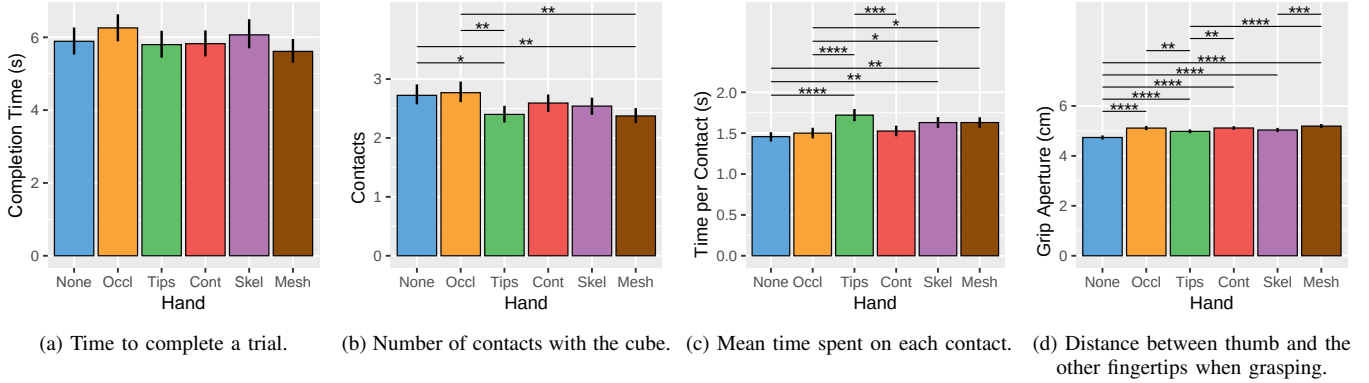 Completion Time (s)
6
4
2
0
None Occl Tips Cont Skel Mesh
Hand
(a) Time to complete a trial.
Contacts
3
2
1
0
**
**
**
*
None Occl Tips Cont Skel Mesh
Hand
(b) Number of contacts with the cube.
Time per Contact (s)
2.0
1.5
1.0
0.5
0.0
***
*
*
****
**
**
****
None Occl Tips Cont Skel Mesh
Hand
(c) Mean time spent on each contact.
Grip Aperture (cm)
6
4
2
0
***
****
**
**
****
****
****
****
****
None Occl Tips Cont Skel Mesh
Hand
(d) Distance between thumb and the
other fingertips when grasping.